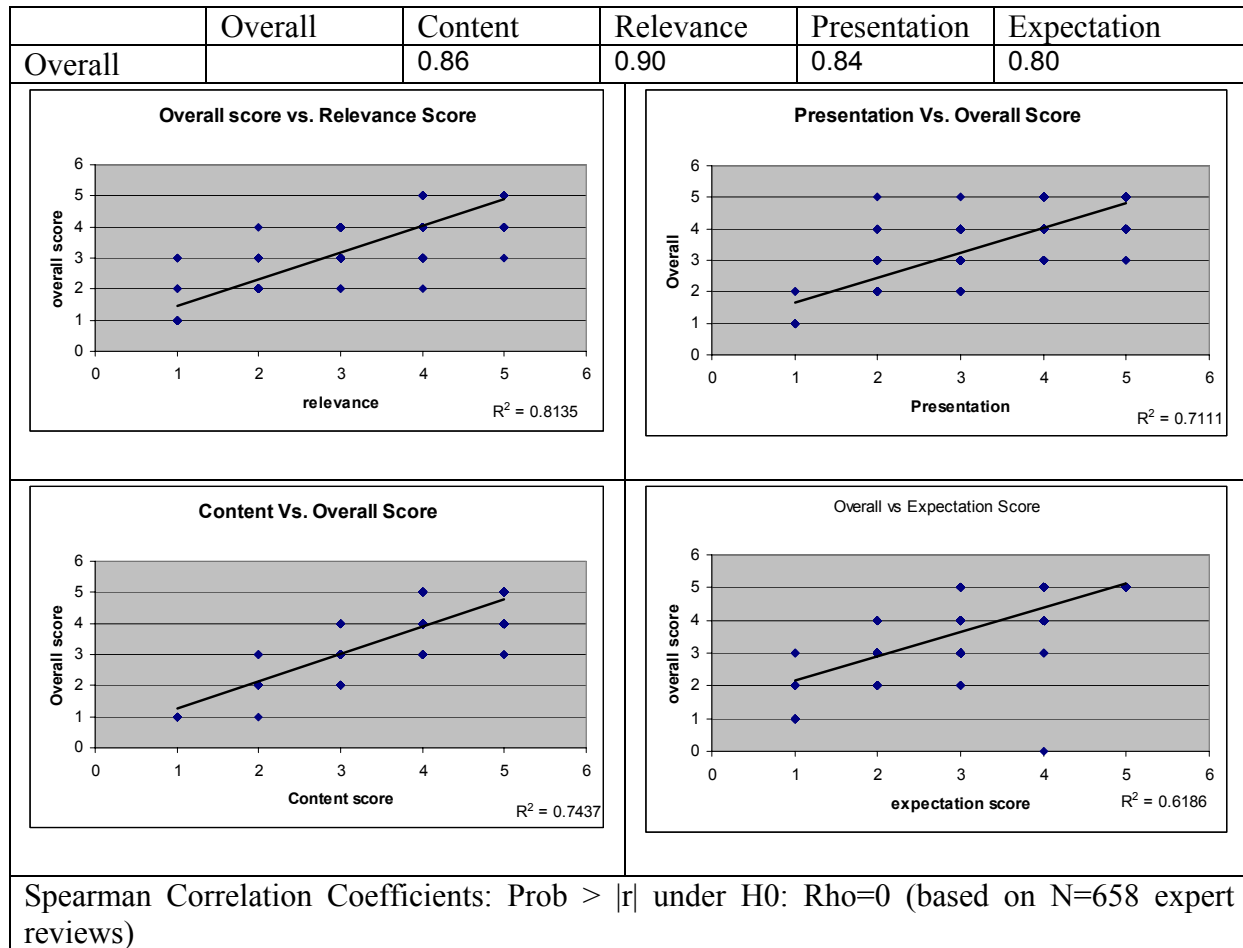 Overall Content Relevance Presentation Expectation
Overall 0.86 0.90 0.84 0.80
Overall score vs. Relevance Score
6
5
4
3
2
1
0
overall score
0 1 2 3 4 5 6
relevance
R² = 0.8135
Presentation Vs. Overall Score
6
5
4
3
2
1
0
Overall
0 1 2 3 4 5 6
Presentation
R² = 0.7111
Content Vs. Overall Score
6
5
4
3
2
1
0
Overall score
0 1 2 3 4 5 6
Content score
R² = 0.7437
Overall vs Expectation Score
6
5
4
3
2
1
0
overall score
0 1 2 3 4 5 6
expectation score
R² = 0.6186
Spearman Correlation Coefficients: Prob > |r| under H0: Rho=0 (based on N=658 expert
reviews)